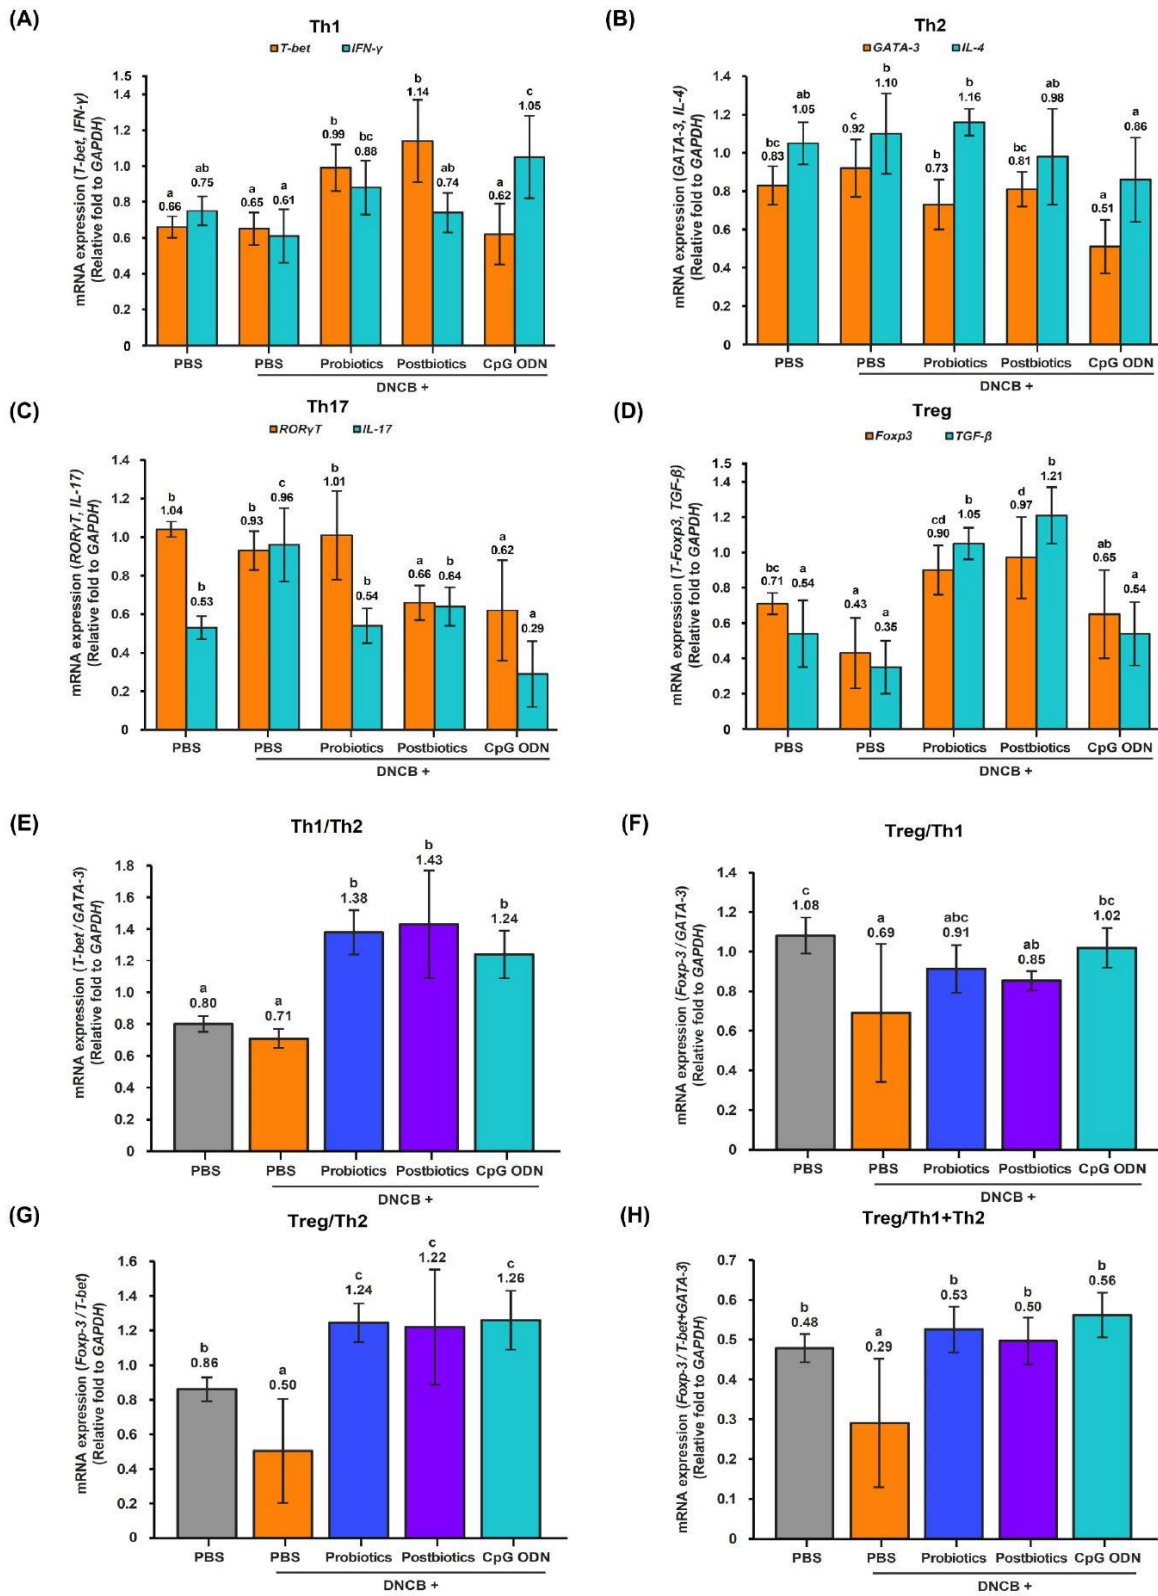 (A)
Th1
T-bet IFN-γ
mRNA expression (T-bet, IFN-γ)
(Relative fold to GAPDH)
1.4
1.2
1.0
0.8
0.6
0.4
0.2
0
a
0.66
ab
0.75
a
0.65
a
0.61
b
0.99
bc
0.88
b
1.14
ab
0.74
a
0.62
c
1.05
PBS PBS Probiotics Postbiotics CpG ODN
DNCB +
(B)
Th2
GATA-3 IL-4
mRNA expression (GATA-3, IL-4)
(Relative fold to GAPDH)
1.4
1.2
1.0
0.8
0.6
0.4
0.2
0
bc
0.83
ab
1.05
c
0.92
b
1.10
b
0.73
b
1.16
bc
0.81
ab
0.98
a
0.51
a
0.86
PBS PBS Probiotics Postbiotics CpG ODN
DNCB +
(C)
Th17
RORγT IL-17
mRNA expression (RORγT, IL-17)
(Relative fold to GAPDH)
1.4
1.2
1.0
0.8
0.6
0.4
0.2
0
b
1.04
b
0.53
b
0.93
c
0.96
b
1.01
b
0.54
a
0.66
b
0.64
a
0.62
a
0.29
PBS PBS Probiotics Postbiotics CpG ODN
DNCB +
(D)
Treg
Foxp3 TGF-β
mRNA expression (T-Foxp3, TGF-β)
(Relative fold to GAPDH)
1.5
1.2
1.0
0.8
0.6
0.4
0.2
0
bc
0.71
a
0.54
a
0.43
a
0.35
cd
0.90
b
1.05
d
0.97
b
1.21
ab
0.65
a
0.54
PBS PBS Probiotics Postbiotics CpG ODN
DNCB +
(E)
Th1/Th2
mRNA expression (T-bet / GATA-3)
(Relative fold to GAPDH)
1.8
1.6
1.4
1.2
1.0
0.8
0.6
0.4
0.2
0
a
0.80
a
0.71
b
1.38
b
1.43
b
1.24
PBS PBS Probiotics Postbiotics CpG ODN
DNCB +
(F)
Treg/Th1
mRNA expression (Foxp-3 / GATA-3)
(Relative fold to GAPDH)
1.4
1.2
1.0
0.8
0.6
0.4
0.2
0
c
1.08
a
0.69
abc
0.91
ab
0.85
bc
1.02
PBS PBS Probiotics Postbiotics CpG ODN
DNCB +
(G)
Treg/Th2
mRNA expression (Foxp-3 / T-bet)
(Relative fold to GAPDH)
1.6
1.4
1.2
1.0
0.8
0.6
0.4
0.2
0
b
0.86
a
0.50
c
1.24
c
1.22
c
1.26
PBS PBS Probiotics Postbiotics CpG ODN
DNCB +
(H)
Treg/Th1+Th2
mRNA expression (Foxp-3 / T-bet+GATA-3)
(Relative fold to GAPDH)
0.7
0.6
0.5
0.4
0.3
0.2
0.1
0
b
0.48
a
0.29
b
0.53
b
0.50
b
0.56
PBS PBS Probiotics Postbiotics CpG ODN
DNCB +